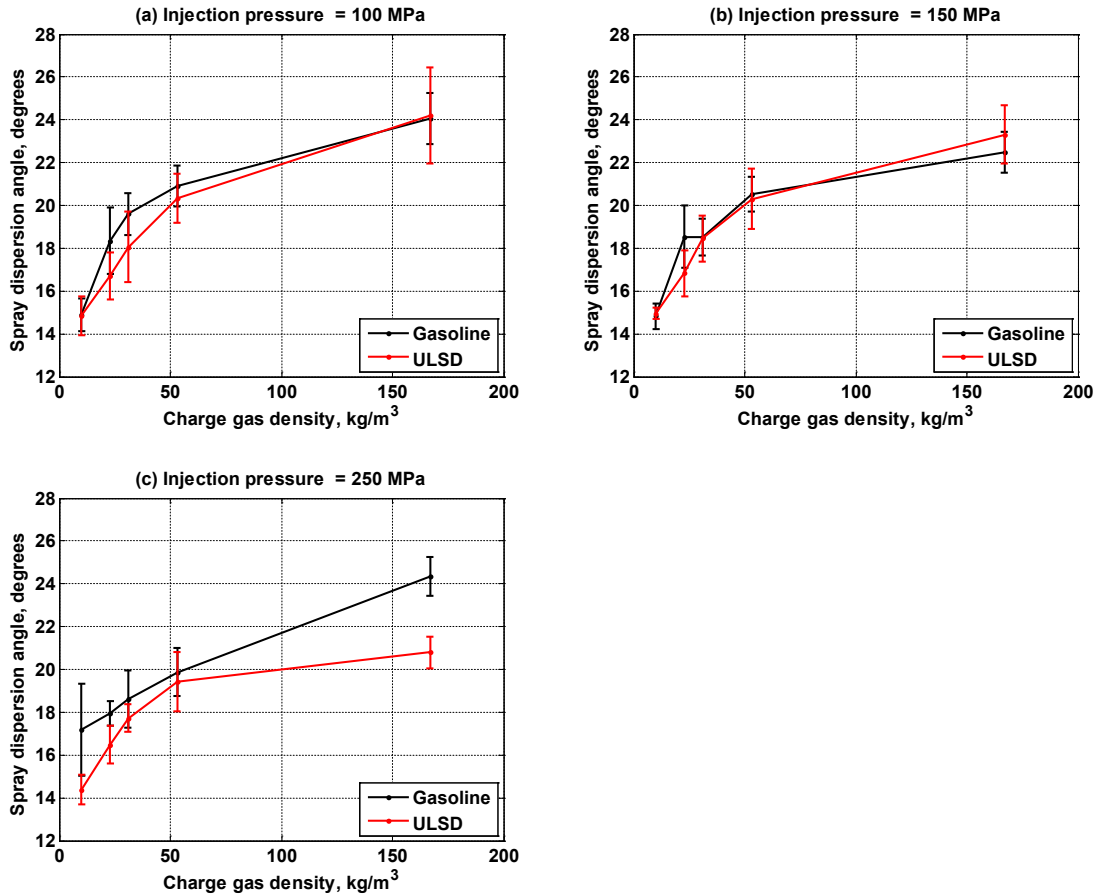 (a) Injection pressure = 100 MPa
28
26
24
22
20
18
16
14
12
0
50
100
150
200
Spray dispersion angle, degrees
Charge gas density, kg/m³
Gasoline
ULSD
(b) Injection pressure = 150 MPa
28
26
24
22
20
18
16
14
12
0
50
100
150
200
Spray dispersion angle, degrees
Charge gas density, kg/m³
Gasoline
ULSD
(c) Injection pressure = 250 MPa
28
26
24
22
20
18
16
14
12
0
50
100
150
200
Spray dispersion angle, degrees
Charge gas density, kg/m³
Gasoline
ULSD